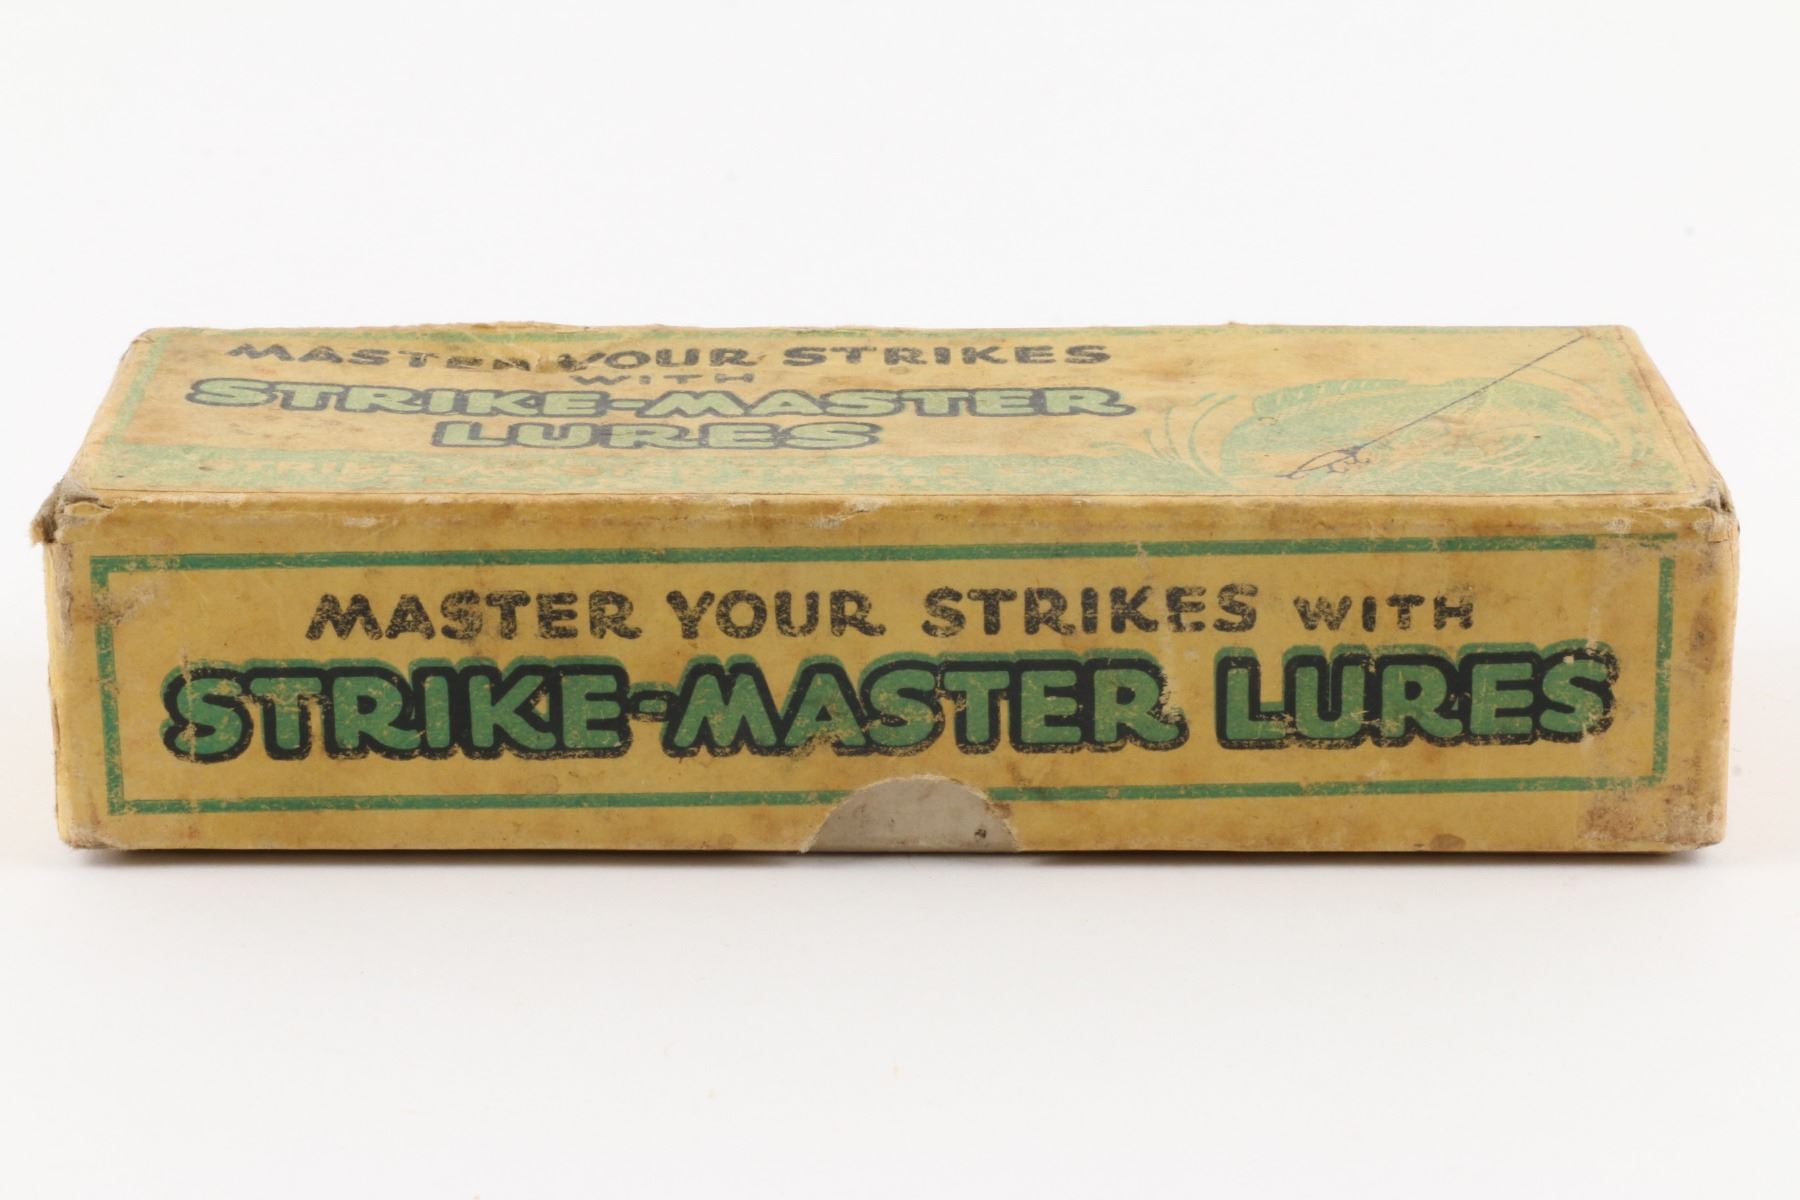 MASTER YOUR STRIKES
WITH
STRIKE-MASTER
LURES
MASTER YOUR STRIKES WITH
STRIKE-MASTER LURES